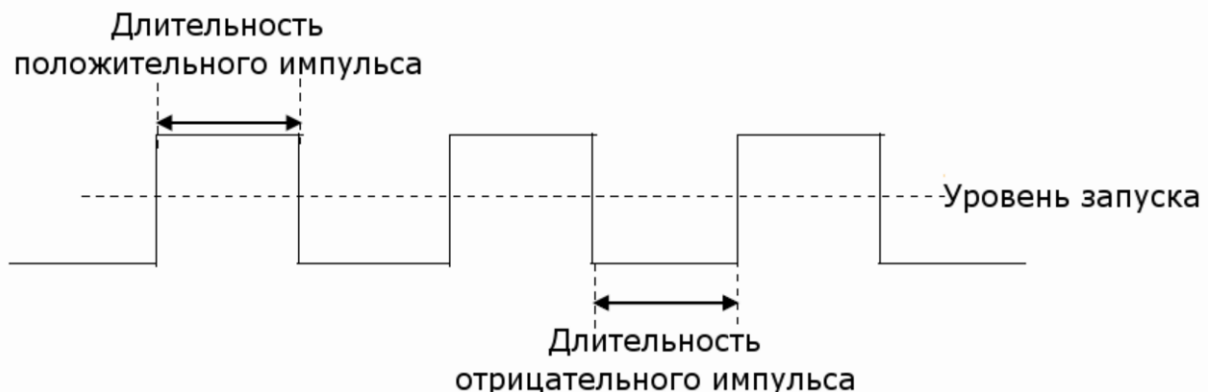 Длительность
положительного импульса
Уровень запуска
Длительность
отрицательного импульса